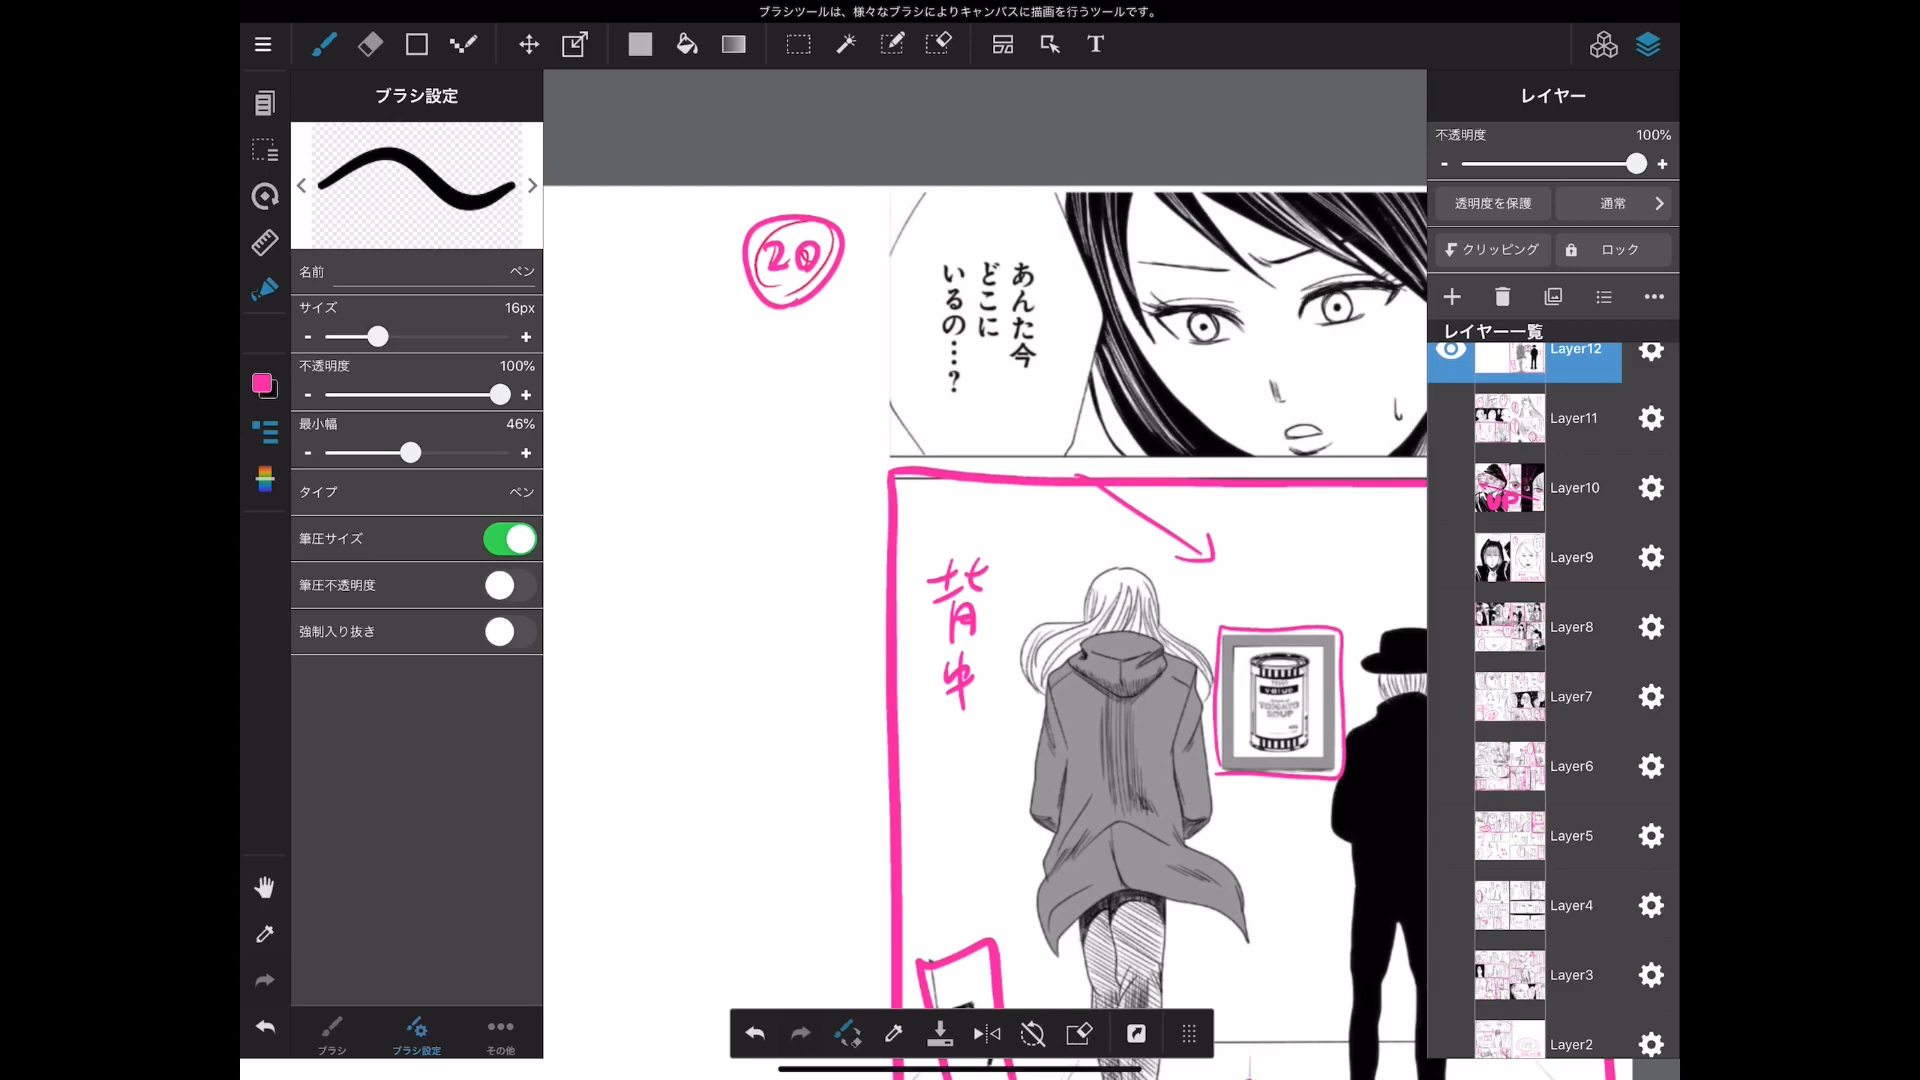 ブラシツールは、様々なブラシによりキャンバスに描画を行うツールです。
T
ブラシ設定
名前
ペン
サイズ
16px
不透明度
100%
最小幅
46%
タイプ
ペン
筆圧サイズ
筆圧不透明度
強制入り抜き
ブラシ
ブラシ設定
その他
20
あんた今
どこに
いるの…?
背中
value
TOMATO
SOUP
レイヤー
不透明度
100%
透明度を保護
通常
クリッピング
ロック
レイヤー一覧
Layer12
Layer11
Layer10
UP
Layer9
Layer8
Layer7
Layer6
Layer5
Layer4
Layer3
Layer2